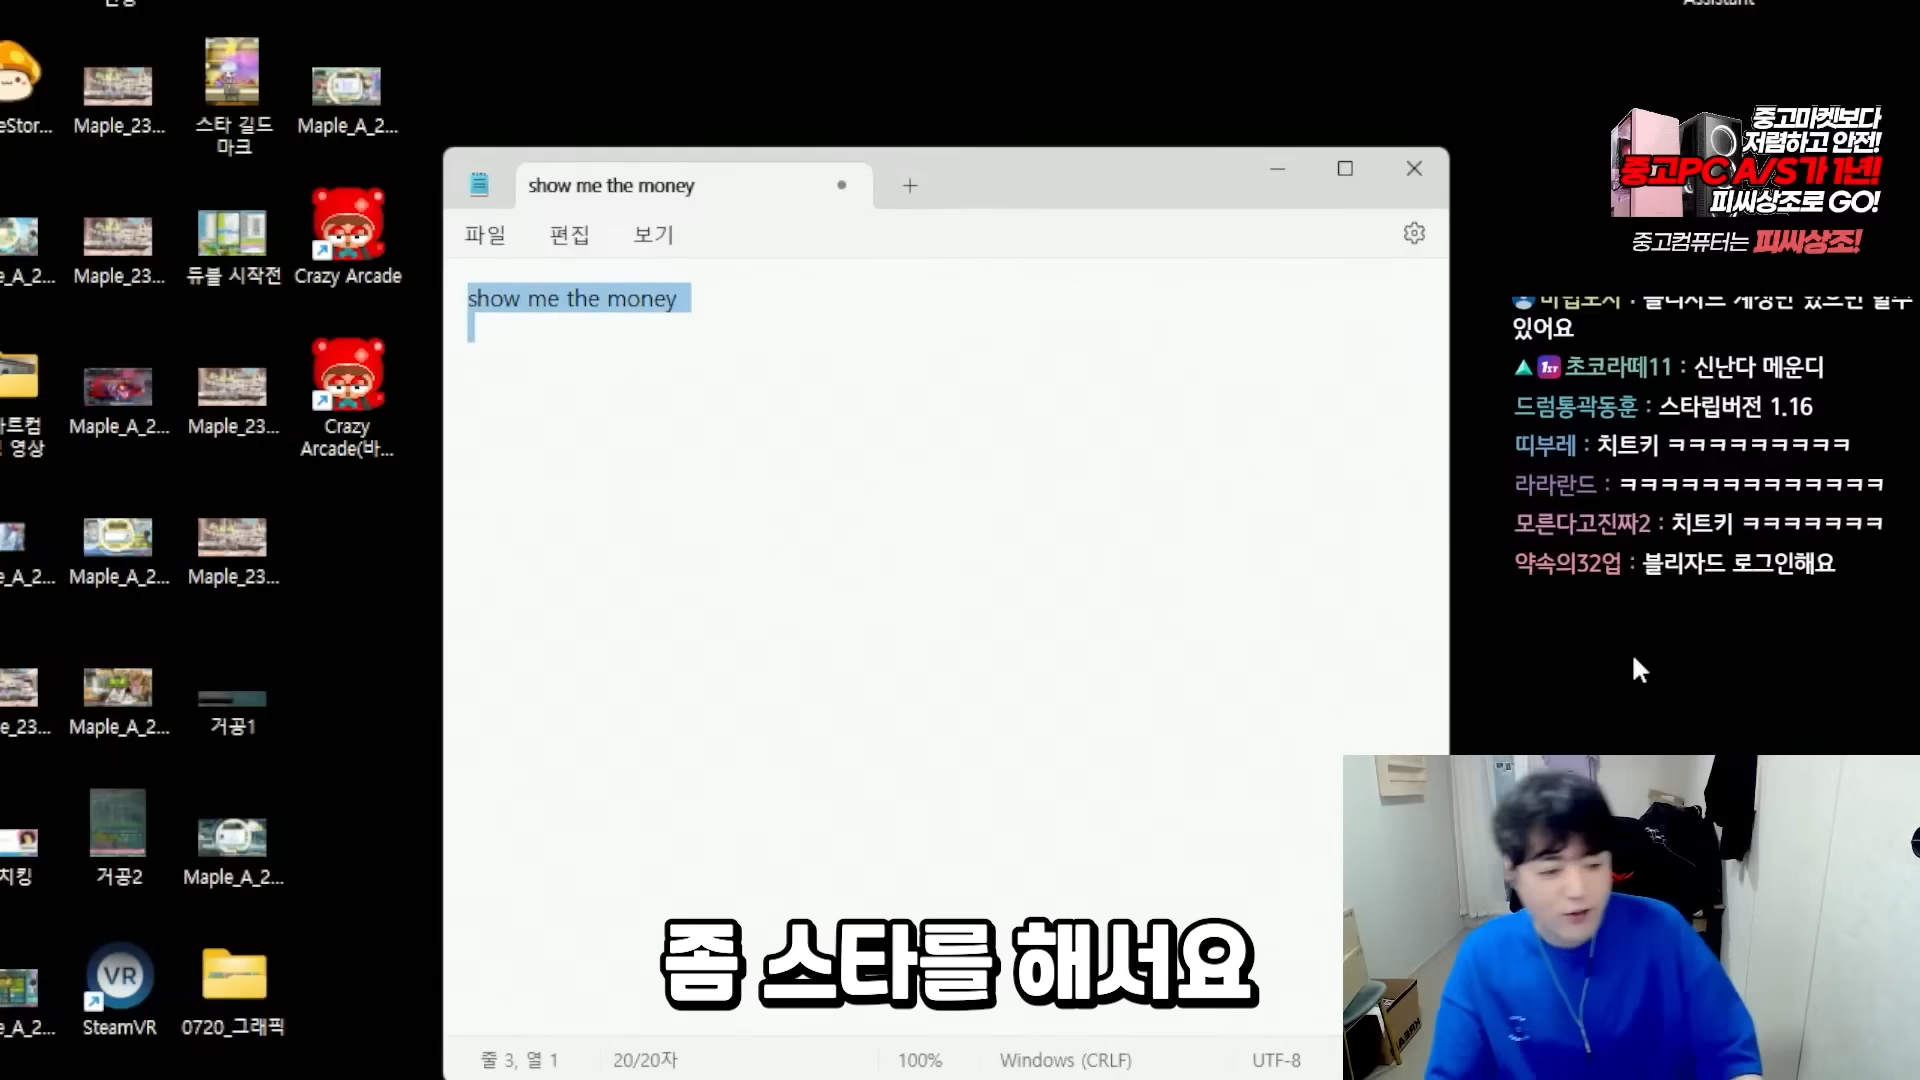 eStor...
Maple_23...
스타 길드
마크
Maple_A_2...
e_A_2...
Maple_23...
듀블 시작전
Crazy Arcade
영상
Maple_A_2...
Maple_23...
Crazy
Arcade(바...
e_A_2...
Maple_A_2...
Maple_23...
e_23...
Maple_A_2...
거공1
치킹
거공2
Maple_A_2...
e_A_2...
VR
SteamVR
0720_그래픽
show me the money
파일 편집 보기
show me the money
줄 3, 열 1
20/20자
100%
Windows (CRLF)
UTF-8
좀 스타를 해서요
중고마켓보다
저렴하고 안전!
중고PC A/S가 1년!
피씨상조로 GO!
중고컴퓨터는 피씨상조!
있어요
초코라떼11 : 신난다 메운디
드럼통곽동훈 : 스타립버전 1.16
띠부레 : 치트키 ㅋㅋㅋㅋㅋㅋㅋㅋㅋ
라라란드 : ㅋㅋㅋㅋㅋㅋㅋㅋㅋㅋㅋㅋㅋ
모른다고진짜2 : 치트키 ㅋㅋㅋㅋㅋㅋㅋ
약속의32업 : 블리자드 로그인해요